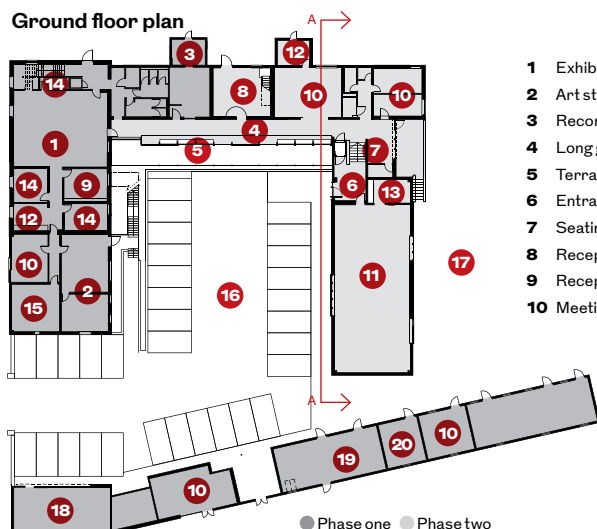 Ground floor plan
A
3
12
14
8
10
10
1
4
5
7
14
9
6
13
12
14
10
2
11
17
16
15
A
19
20
10
10
18
1 Exhib
2 Art st
3 Recor
4 Long g
5 Terra
6 Entra
7 Seatin
8 Recep
9 Recep
10 Meeti
Phase one Phase two